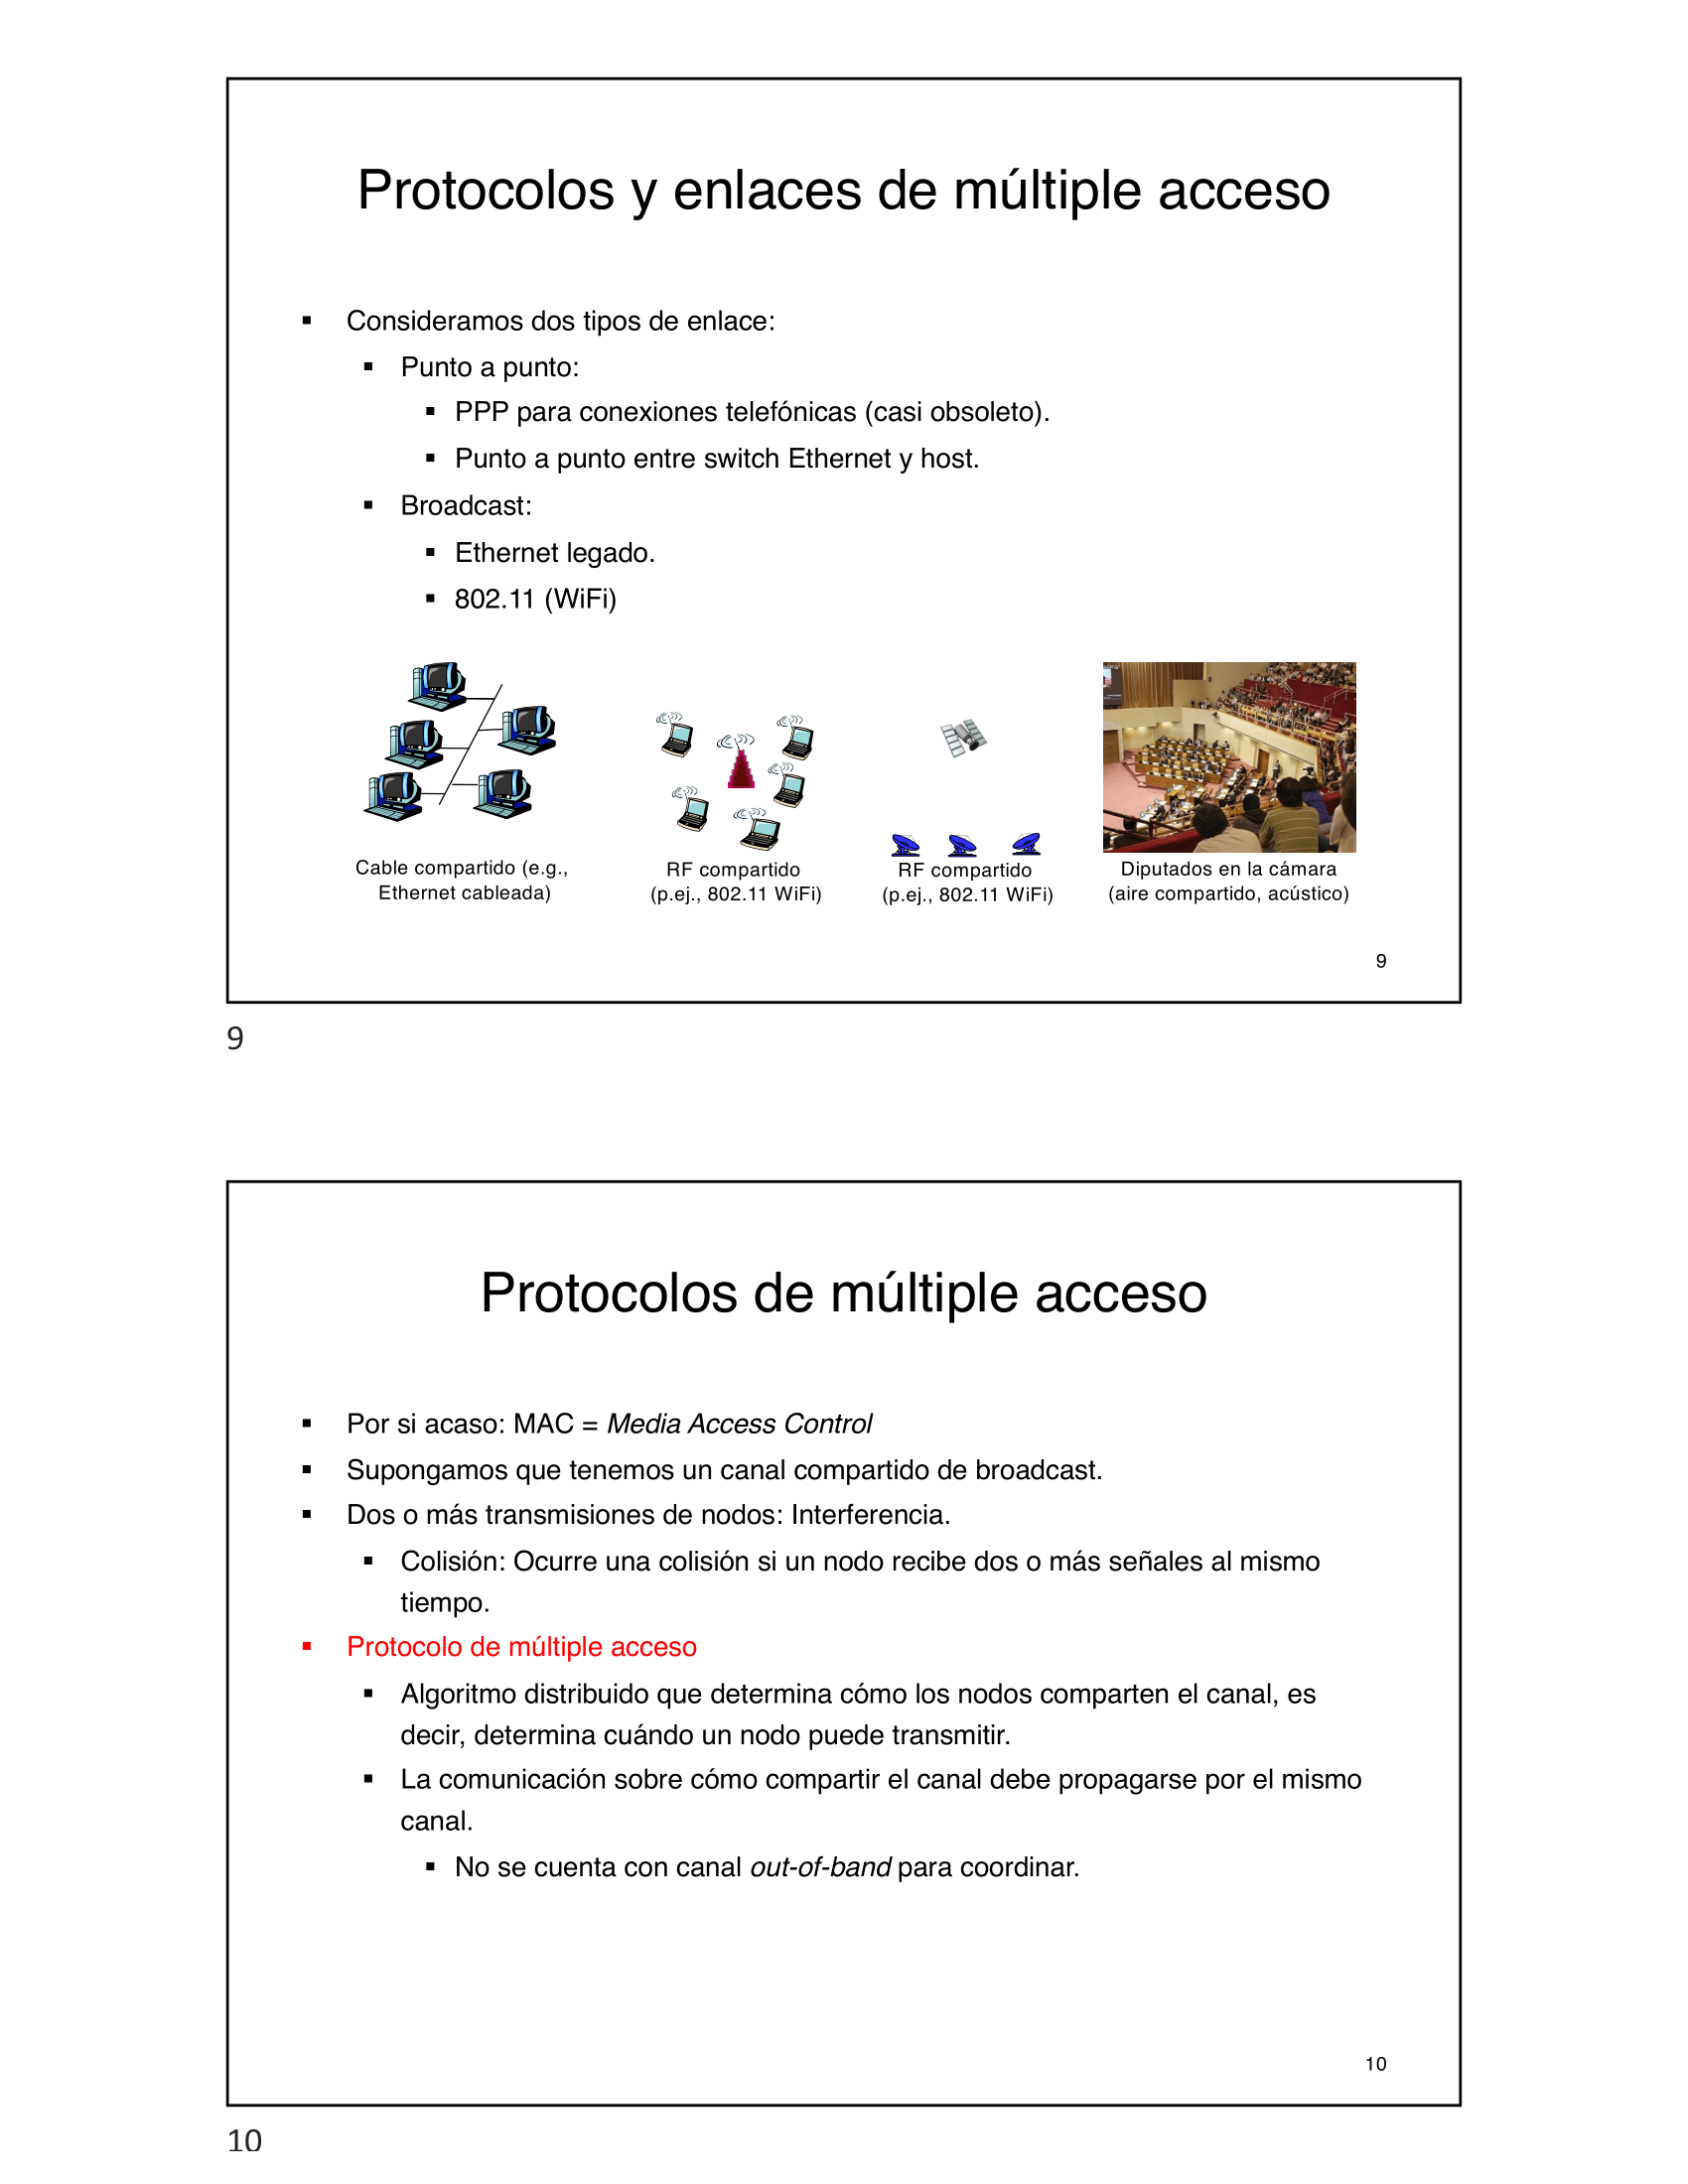 Protocolos y enlaces de múltiple acceso
▪ Consideramos dos tipos de enlace:
▪ Punto a punto:
▪ PPP para conexiones telefónicas (casi obsoleto).
▪ Punto a punto entre switch Ethernet y host.
▪ Broadcast:
▪ Ethernet legado.
▪ 802.11 (WiFi)
Cable compartido (e.g.,
Ethernet cableada)
RF compartido
(p.ej., 802.11 WiFi)
RF compartido
(p.ej., 802.11 WiFi)
Diputados en la cámara
(aire compartido, acústico)
9
9
Protocolos de múltiple acceso
▪ Por si acaso: MAC = Media Access Control
▪ Supongamos que tenemos un canal compartido de broadcast.
▪ Dos o más transmisiones de nodos: Interferencia.
▪ Colisión: Ocurre una colisión si un nodo recibe dos o más señales al mismo
tiempo.
▪ Protocolo de múltiple acceso
▪ Algoritmo distribuido que determina cómo los nodos comparten el canal, es
decir, determina cuándo un nodo puede transmitir.
▪ La comunicación sobre cómo compartir el canal debe propagarse por el mismo
canal.
▪ No se cuenta con canal out-of-band para coordinar.
10
10